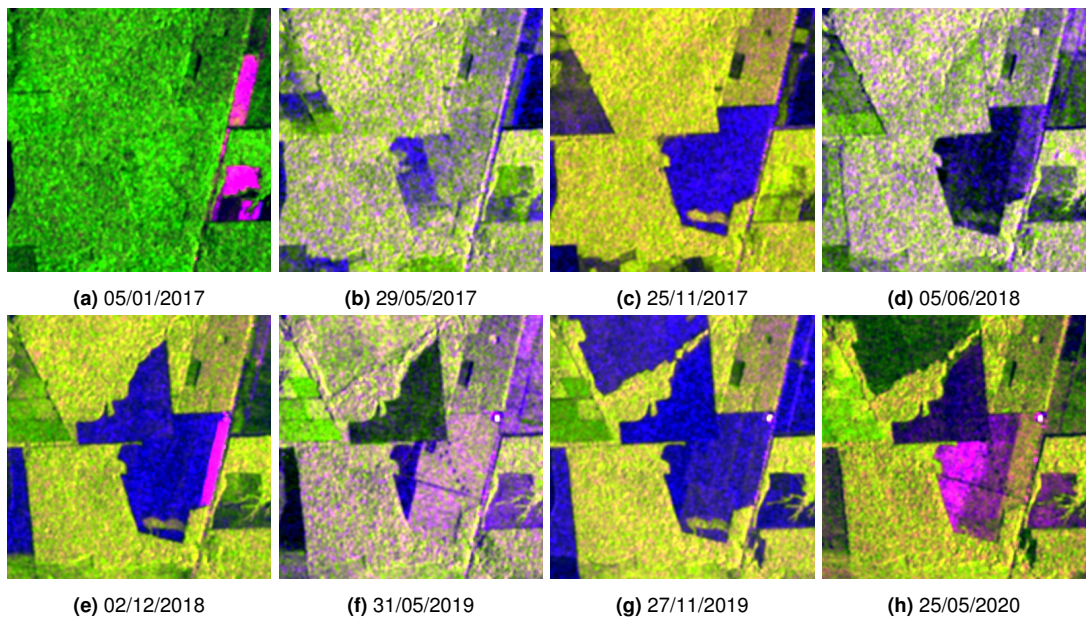 (a) 05/01/2017
(b) 29/05/2017
(c) 25/11/2017
(d) 05/06/2018
(e) 02/12/2018
(f) 31/05/2019
(g) 27/11/2019
(h) 25/05/2020